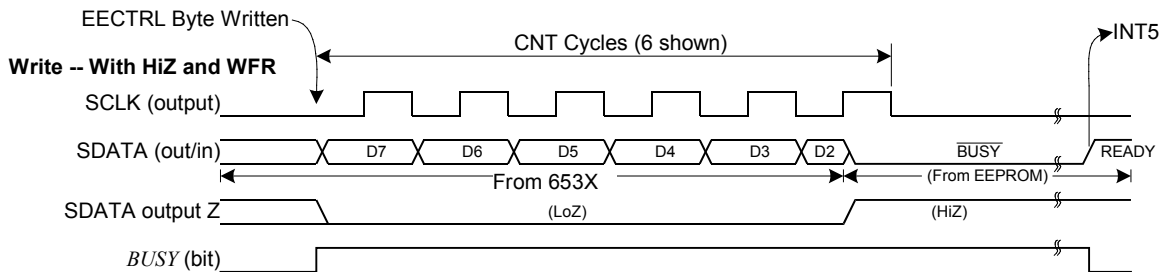 EECTRL Byte Written
INT5
CNT Cycles (6 shown)
Write -- With HiZ and WFR
SCLK (output)
SDATA (out/in) D7 D6 D5 D4 D3 D2 BUSY READY
From 653X (From EEPROM)
SDATA output Z (LoZ) (HiZ)
BUSY (bit)